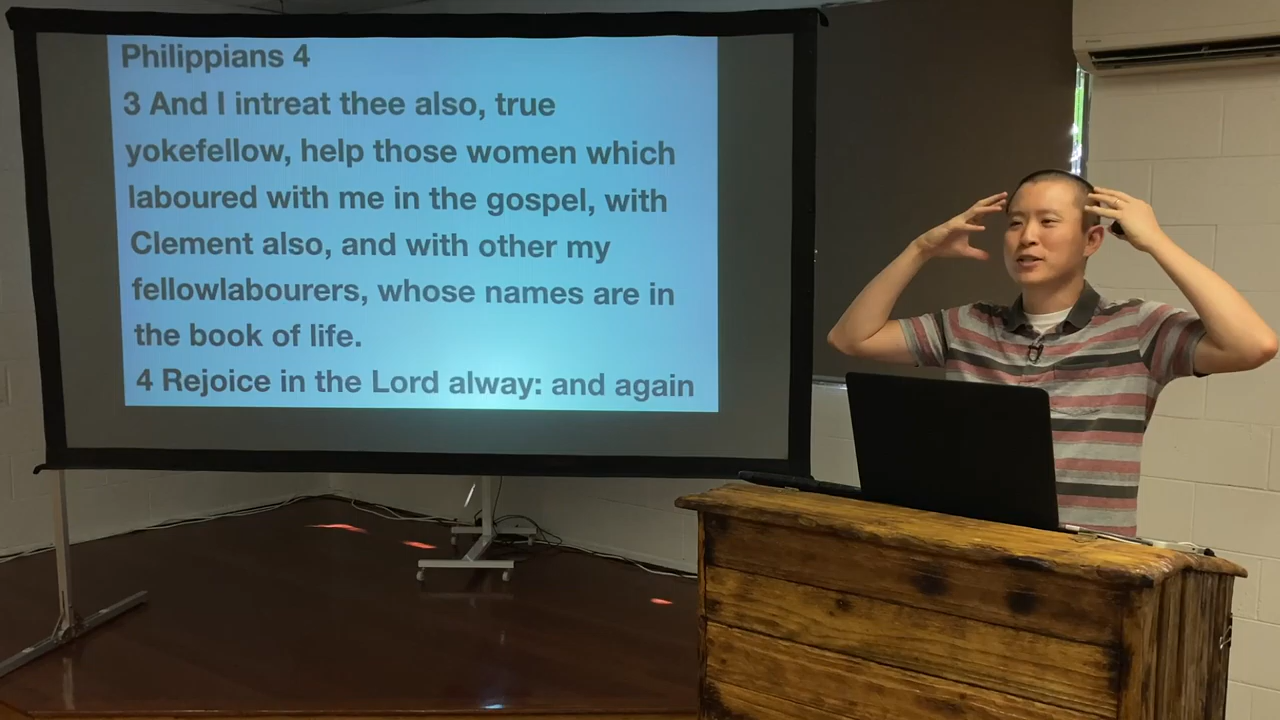 Philippians 4
3 And I intreat thee also, true
yokefellow, help those women which
laboured with me in the gospel, with
Clement also, and with other my
fellowlabourers, whose names are in
the book of life.
4 Rejoice in the Lord alway: and again